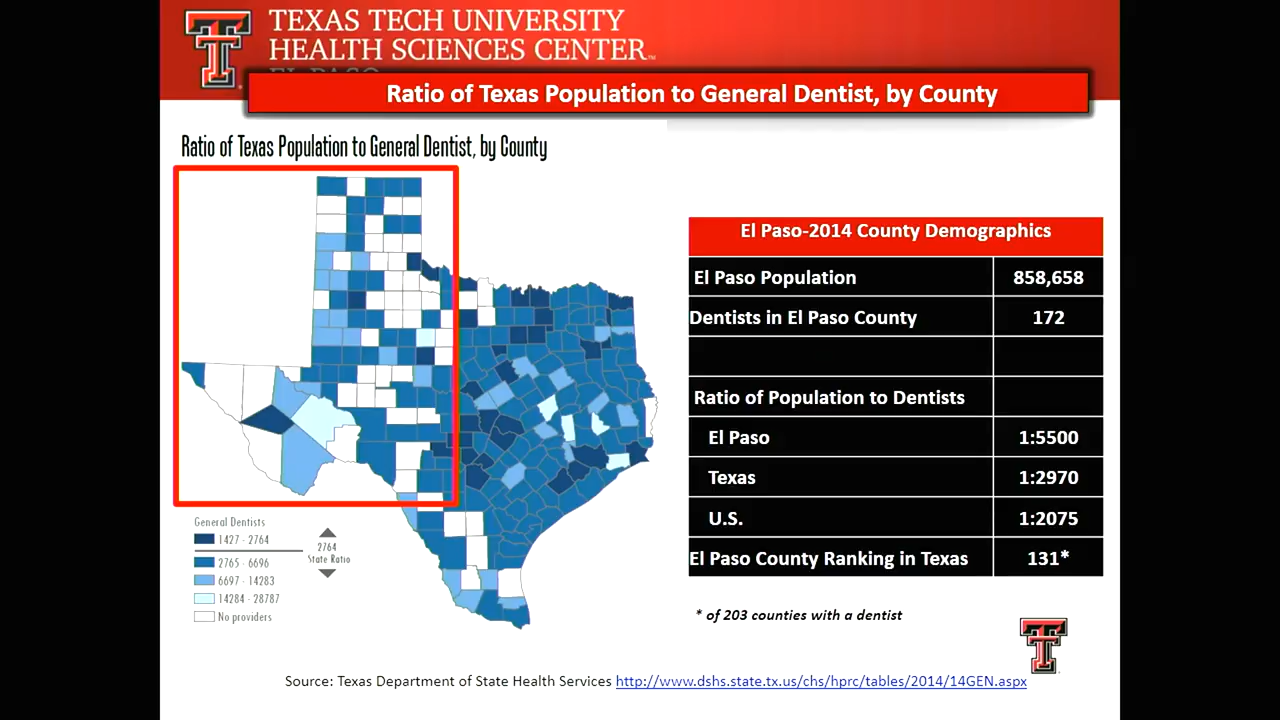 TEXAS TECH UNIVERSITY
HEALTH SCIENCES CENTER™
EL PASO
Ratio of Texas Population to General Dentist, by County
Ratio of Texas Population to General Dentist, by County
El Paso-2014 County Demographics
El Paso Population 858,658
Dentists in El Paso County 172
Ratio of Population to Dentists
El Paso 1:5500
Texas 1:2970
U.S. 1:2075
El Paso County Ranking in Texas 131*
* of 203 counties with a dentist
General Dentists
1427 - 2764
2765 - 6696
6697 - 14283
14284 - 28787
No providers
2764
State Ratio
Source: Texas Department of State Health Services http://www.dshs.state.tx.us/chs/hprc/tables/2014/14GEN.aspx